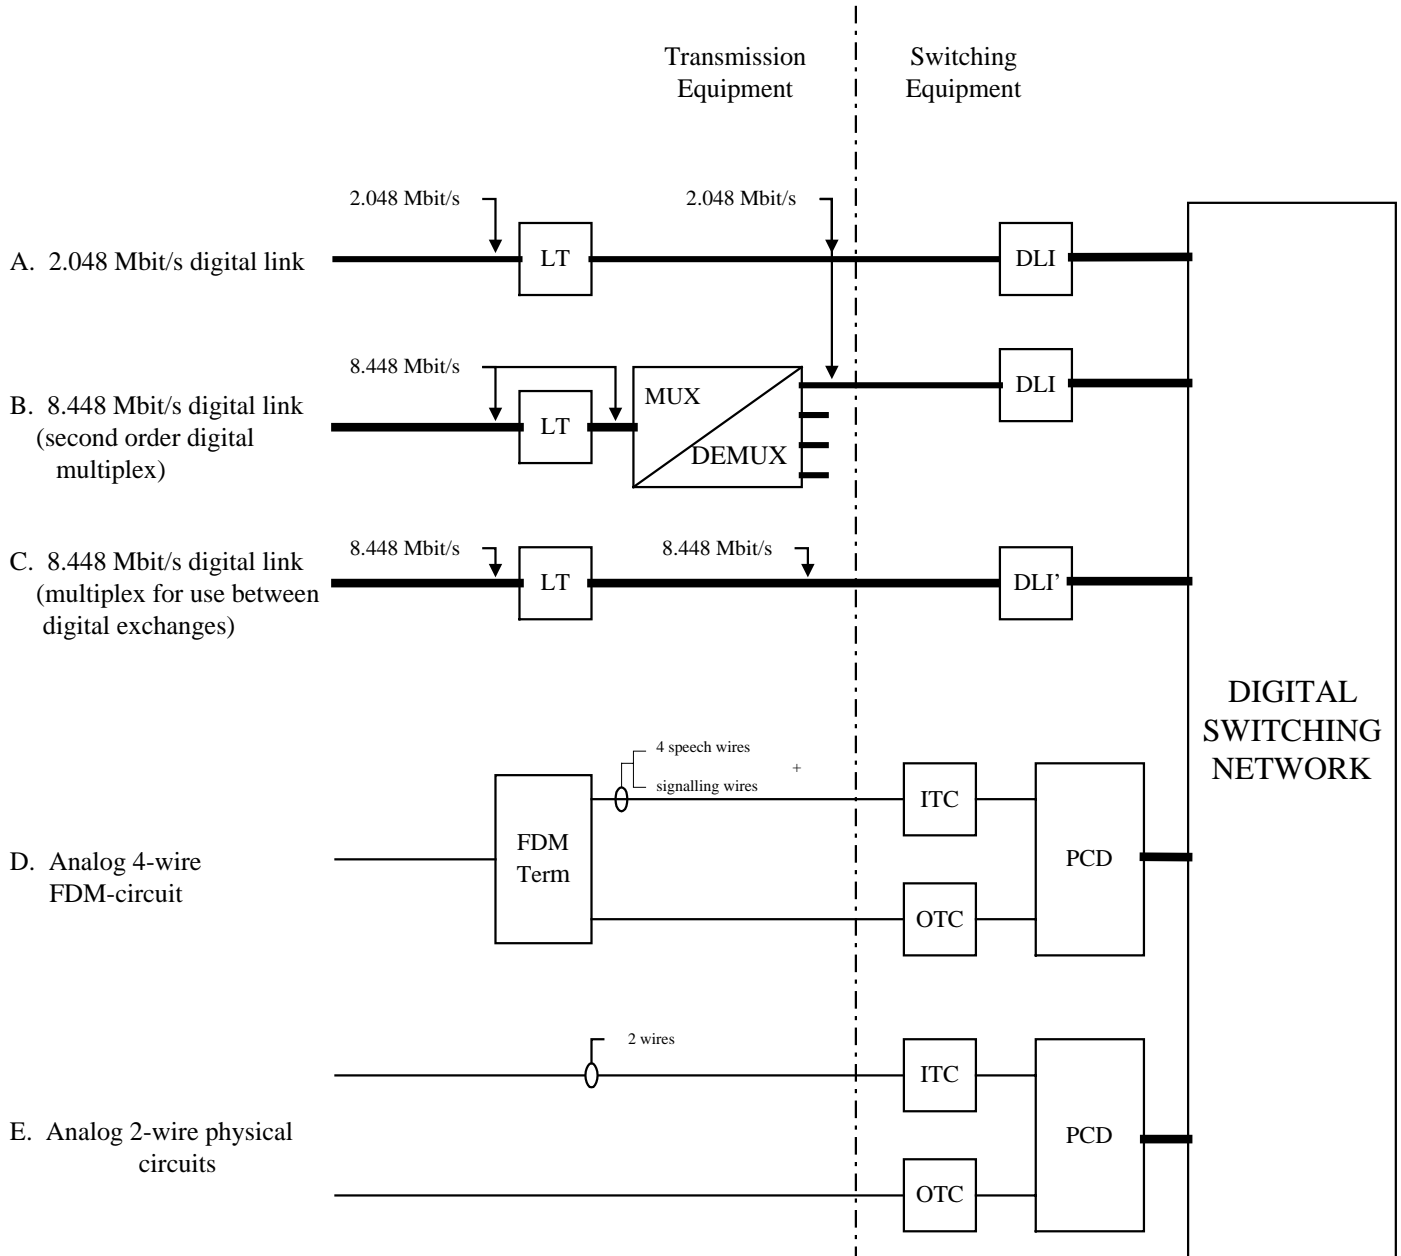 Transmission
Equipment
Switching
Equipment
2.048 Mbit/s
2.048 Mbit/s
A. 2.048 Mbit/s digital link
LT
DLI
8.448 Mbit/s
B. 8.448 Mbit/s digital link
(second order digital
multiplex)
LT
MUX
DEMUX
DLI
8.448 Mbit/s
8.448 Mbit/s
C. 8.448 Mbit/s digital link
(multiplex for use between
digital exchanges)
LT
DLI’
DIGITAL
SWITCHING
NETWORK
4 speech wires
+
signalling wires
D. Analog 4-wire
FDM-circuit
FDM
Term
ITC
OTC
PCD
2 wires
E. Analog 2-wire physical
circuits
ITC
OTC
PCD